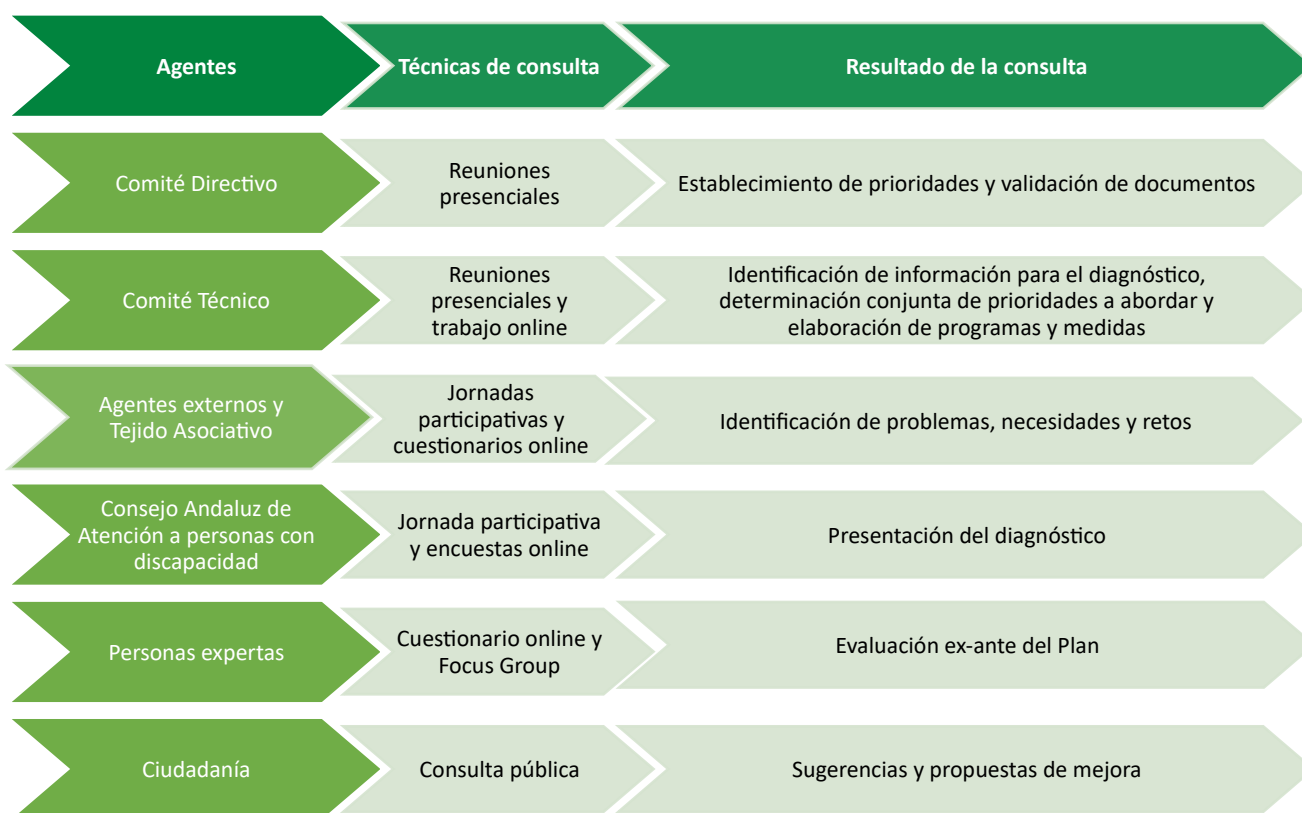 Agentes
Técnicas de consulta
Resultado de la consulta
Comité Directivo
Reuniones
presenciales
Establecimiento de prioridades y validación de documentos
Comité Técnico
Reuniones
presenciales y
trabajo online
Identificación de información para el diagnóstico,
determinación conjunta de prioridades a abordar y
elaboración de programas y medidas
Agentes externos y
Tejido Asociativo
Jornadas
participativas y
cuestionarios online
Identificación de problemas, necesidades y retos
Consejo Andaluz de
Atención a personas con
discapacidad
Jornada participativa
y encuestas online
Presentación del diagnóstico
Personas expertas
Cuestionario online y
Focus Group
Evaluación ex-ante del Plan
Ciudadanía
Consulta pública
Sugerencias y propuestas de mejora